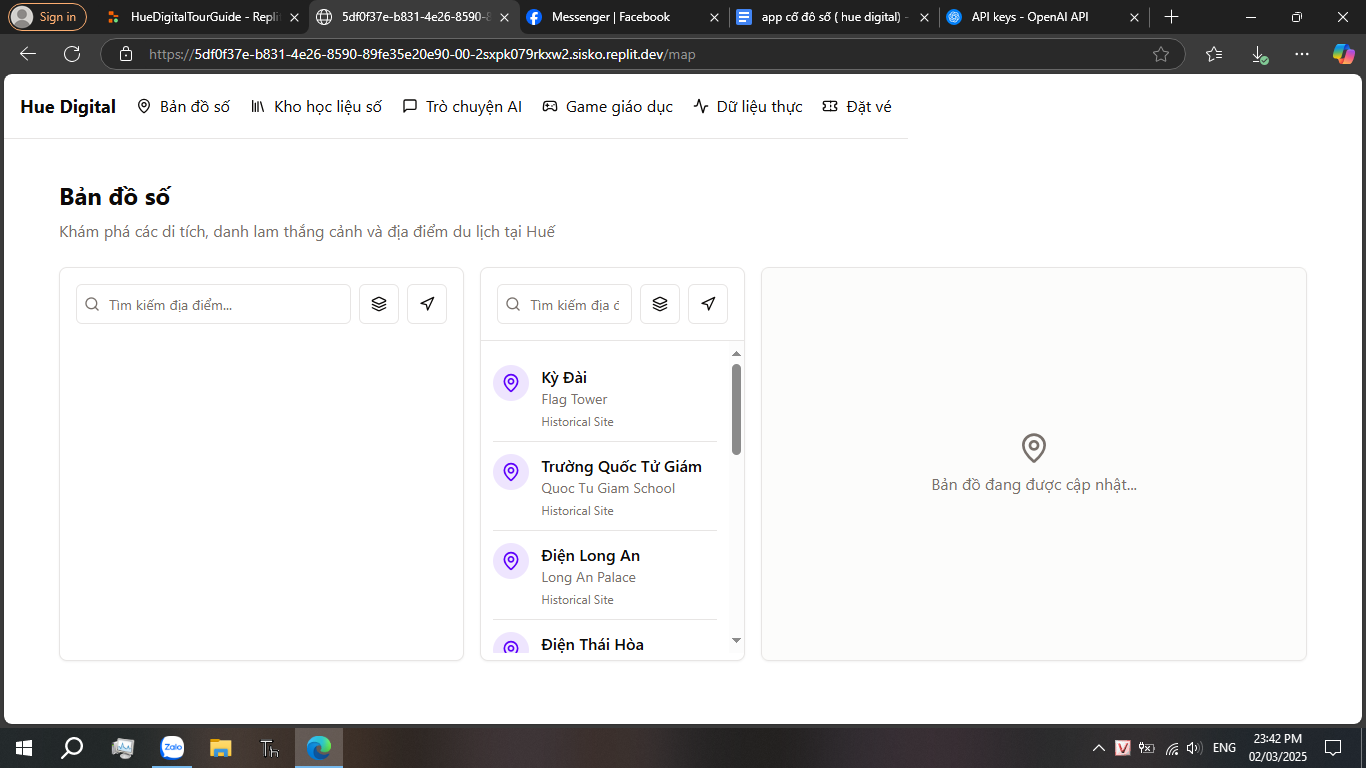 Sign in
HueDigitalTourGuide - Replit
5df0f37e-b831-4e26-8590-8
Messenger | Facebook
app cố đô số ( hue digital) -
API keys - OpenAI API
https://5df0f37e-b831-4e26-8590-89fe35e20e90-00-2sxpk079rkxw2.sisko.replit.dev/map
Hue Digital
Bản đồ số
Kho học liệu số
Trò chuyện AI
Game giáo dục
Dữ liệu thực
Đặt vé
Bản đồ số
Khám phá các di tích, danh lam thắng cảnh và địa điểm du lịch tại Huế
Tìm kiếm địa điểm...
Tìm kiếm địa đ
Kỳ Đài
Flag Tower
Historical Site
Trường Quốc Tử Giám
Quoc Tu Giam School
Historical Site
Điện Long An
Long An Palace
Historical Site
Điện Thái Hòa
Bản đồ đang được cập nhật...
Zalo
Th
V
ENG
23:42 PM
02/03/2025